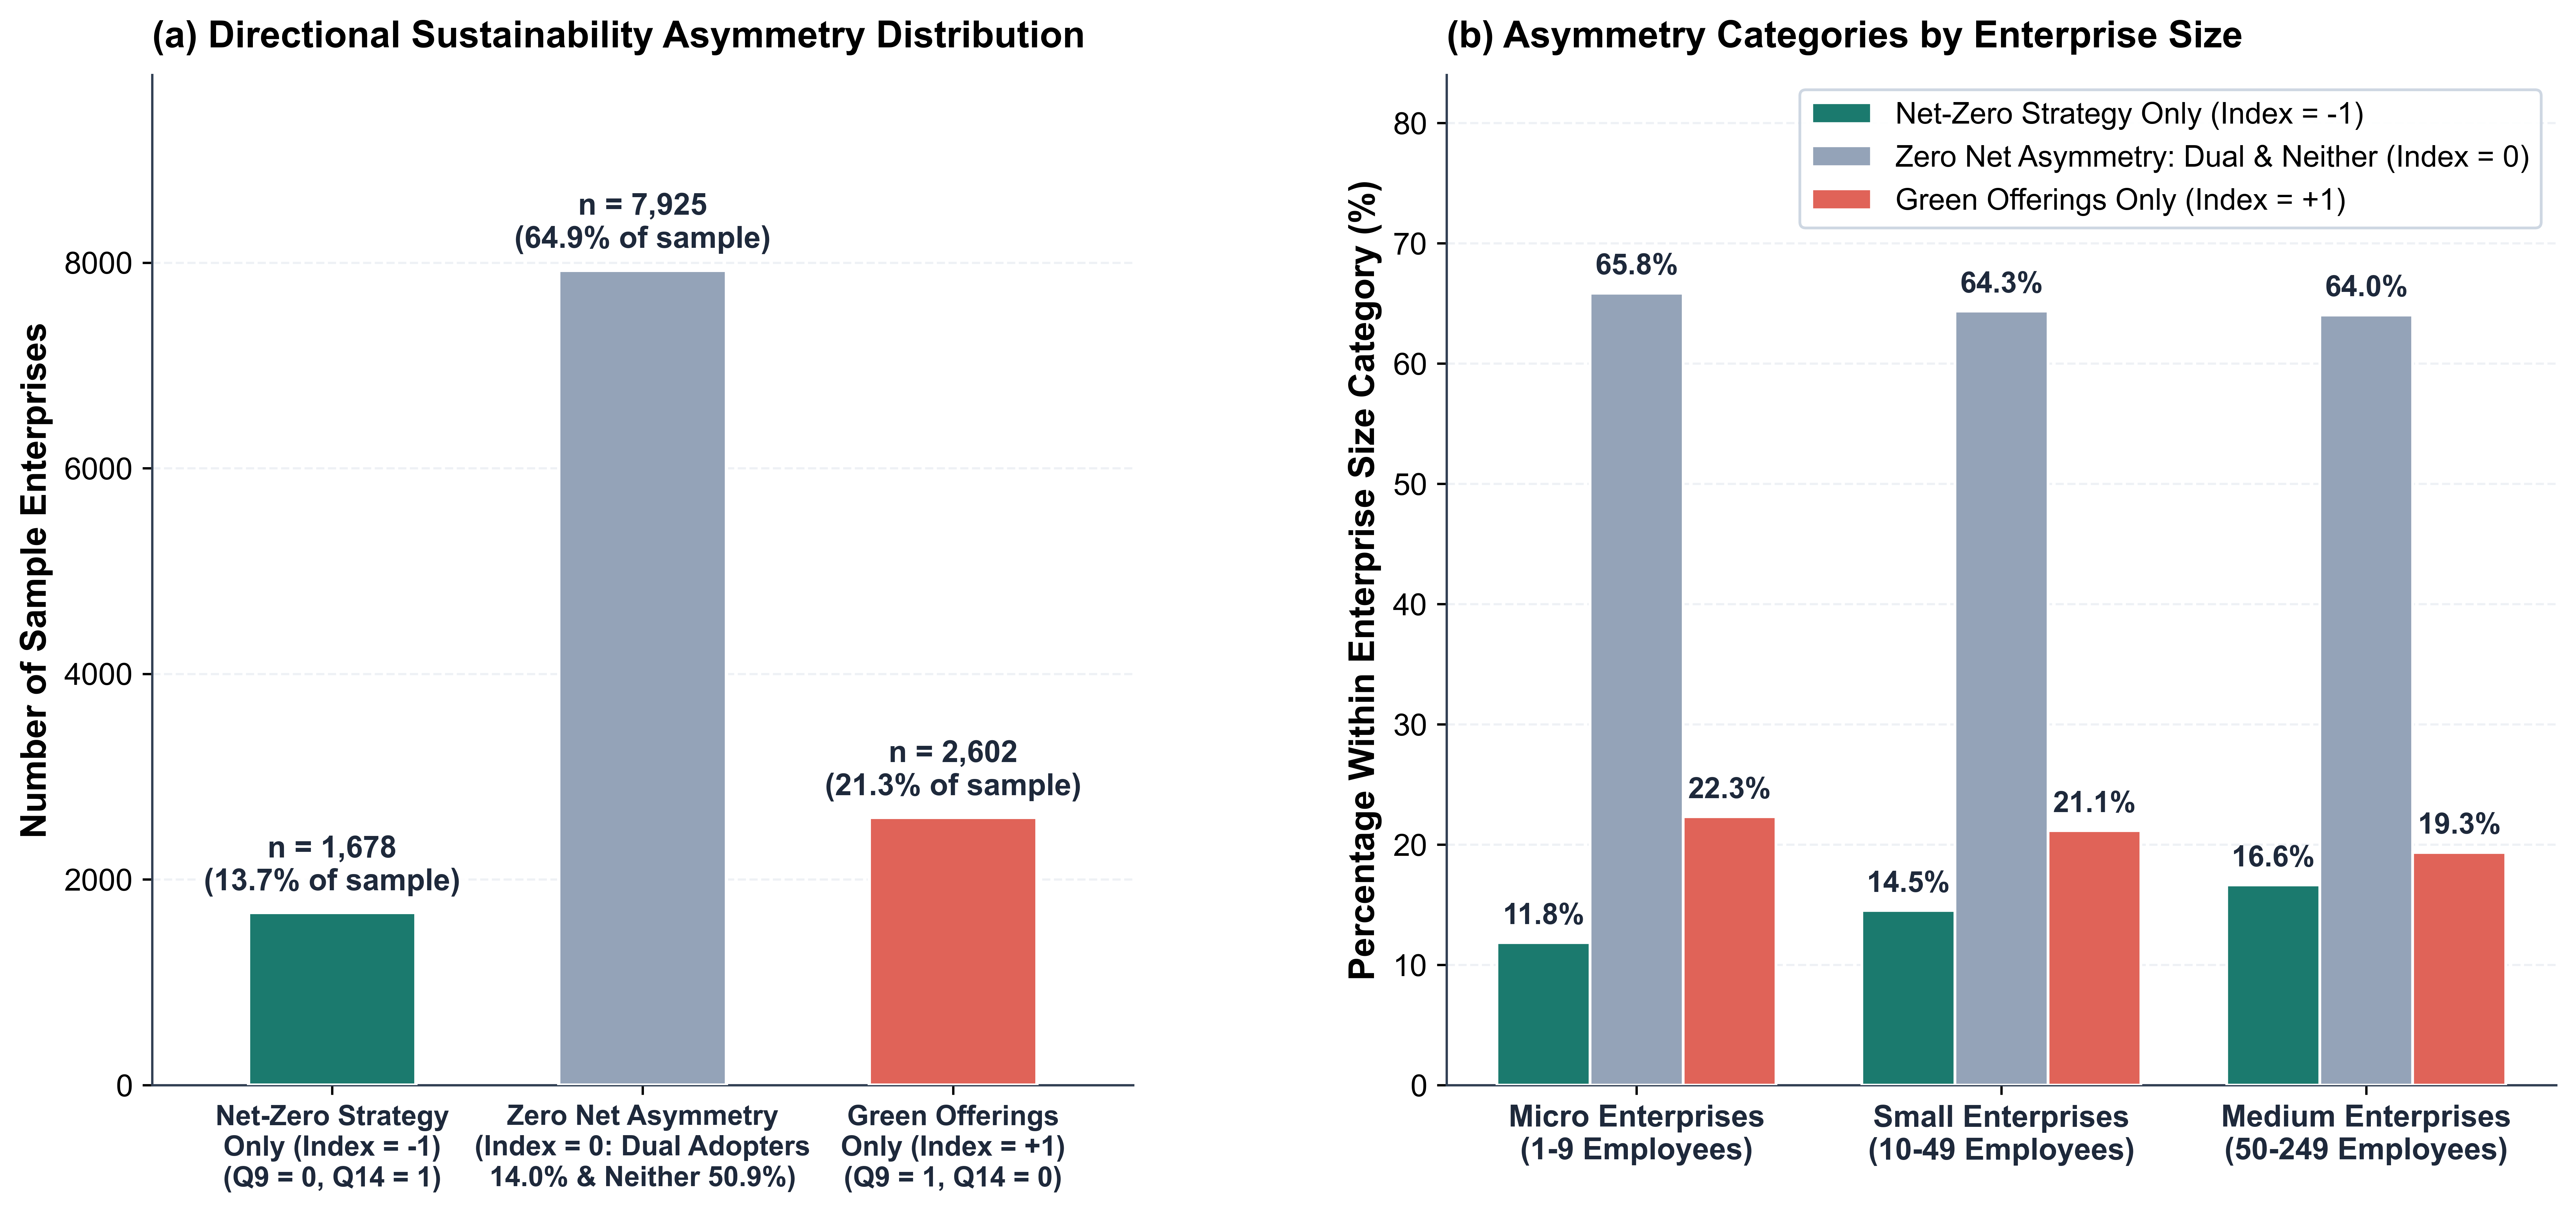 (a) Directional Sustainability Asymmetry Distribution
Number of Sample Enterprises
8000
6000
4000
2000
0
n = 1,678
(13.7% of sample)
n = 7,925
(64.9% of sample)
n = 2,602
(21.3% of sample)
Net-Zero Strategy
Only (Index = -1)
(Q9 = 0, Q14 = 1)
Zero Net Asymmetry
(Index = 0: Dual Adopters
14.0% & Neither 50.9%)
Green Offerings
Only (Index = +1)
(Q9 = 1, Q14 = 0)
(b) Asymmetry Categories by Enterprise Size
Percentage Within Enterprise Size Category (%)
80
70
60
50
40
30
20
10
0
Net-Zero Strategy Only (Index = -1)
Zero Net Asymmetry: Dual & Neither (Index = 0)
Green Offerings Only (Index = +1)
11.8%
65.8%
22.3%
14.5%
64.3%
21.1%
16.6%
64.0%
19.3%
Micro Enterprises
(1-9 Employees)
Small Enterprises
(10-49 Employees)
Medium Enterprises
(50-249 Employees)